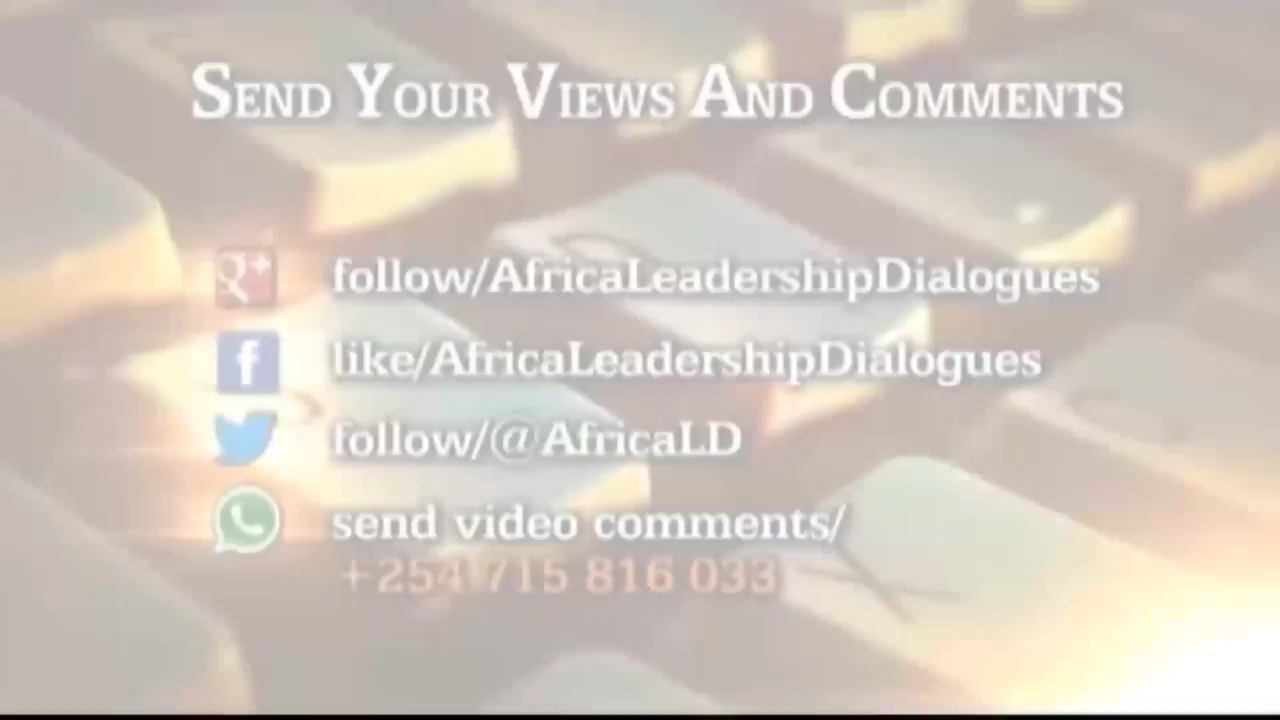 Send Your Views And Comments
follow/AfricaLeadershipDialogues
like/AfricaLeadershipDialogues
follow/@AfricaLD
send video comments/
+254 715 816 033